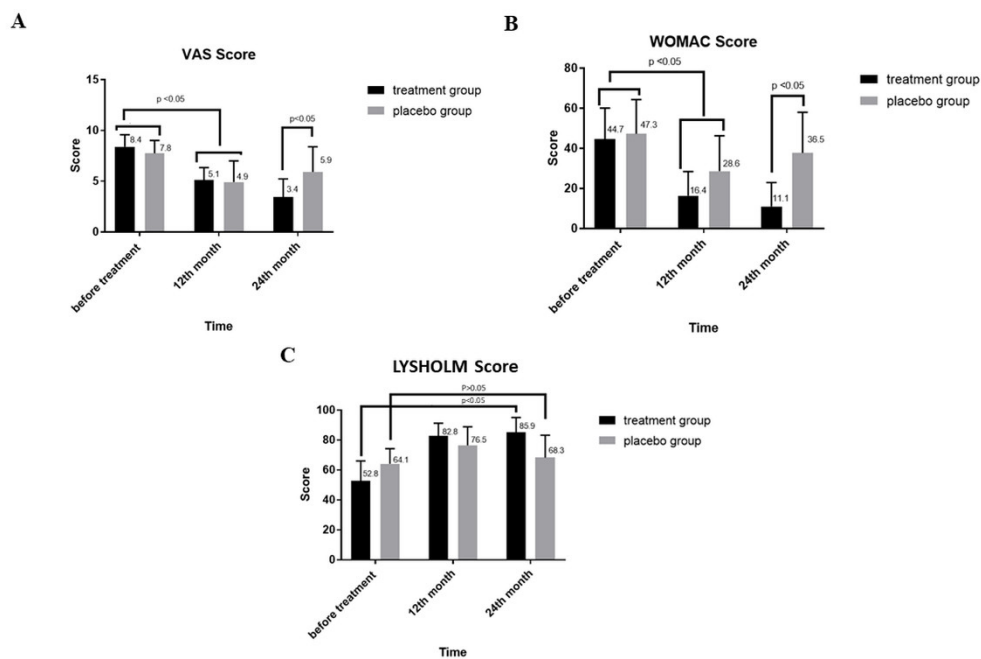 A
VAS Score
15
10
5
0
Score
p <0.05
p<0.05
8.4
7.8
5.1
4.9
3.4
5.9
before treatment
12th month
24th month
Time
treatment group
placebo group
B
WOMAC Score
80
60
40
20
0
Score
p <0.05
p <0.05
44.7
47.3
16.4
28.6
11.1
36.5
before treatment
12th month
24th month
Time
treatment group
placebo group
C
LYSHOLM Score
100
80
60
40
20
0
Score
P>0.05
p<0.05
52.8
64.1
82.8
76.5
85.9
68.3
before treatment
12th month
24th month
Time
treatment group
placebo group